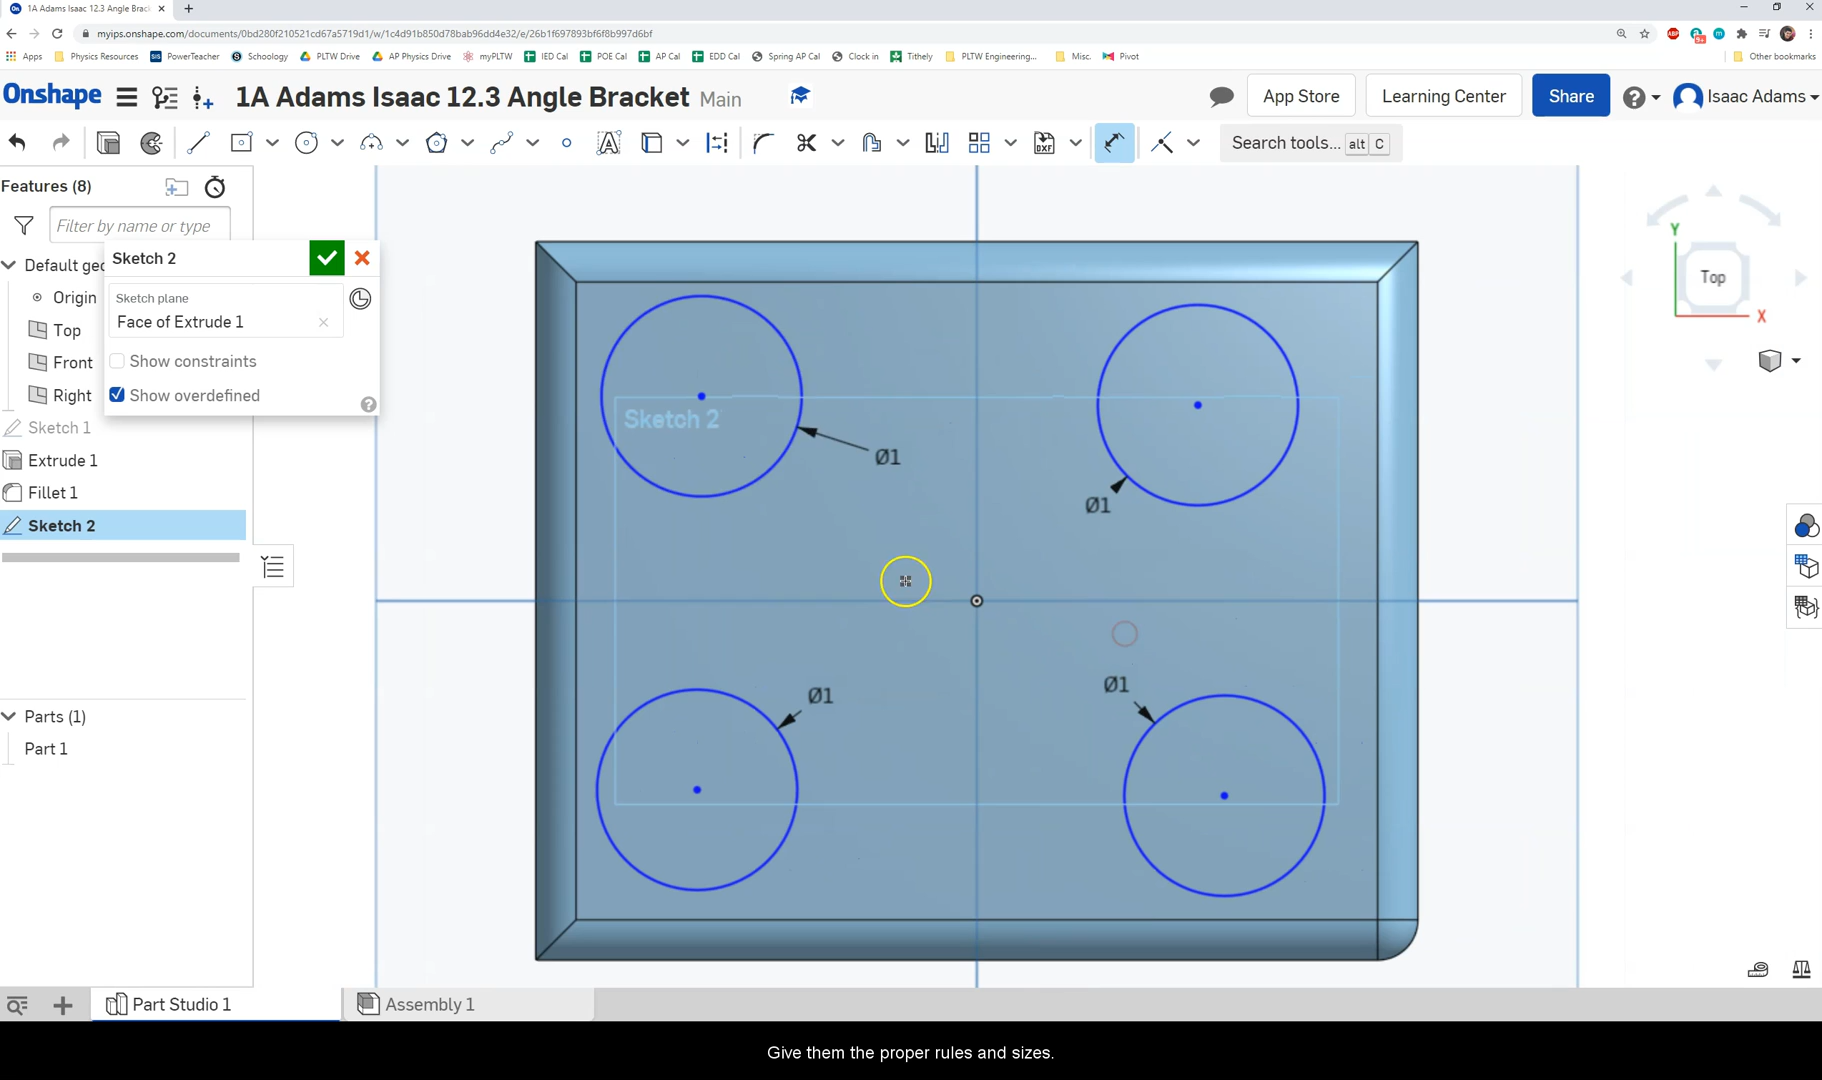 1A Adams Isaac 12.3 Angle Brack
myips.onshape.com/documents/0bd280f210521cd67a5719d1/w/1c4d91b850d78bab96dd4e32/e/26b1f697893bf6f8b997d6bf
Apps Physics Resources PowerTeacher Schoology PLTW Drive AP Physics Drive myPLTW IED Cal POE Cal AP Cal EDD Cal Spring AP Cal Clock in Tithely PLTW Engineering... Misc. Pivot Other bookmarks
Onshape 1A Adams Isaac 12.3 Angle Bracket Main App Store Learning Center Share Isaac Adams
Search tools... alt C
Features (8)
Filter by name or type
Sketch 2
Default geo
Sketch plane
Origin
Face of Extrude 1
Top
Show constraints
Front
Show overdefined
Right
Sketch 1
Extrude 1
Fillet 1
Sketch 2
Parts (1)
Part 1
Sketch 2
Ø1
Ø1
Ø1
Ø1
Y
Top
X
Part Studio 1 Assembly 1
Give them the proper rules and sizes.